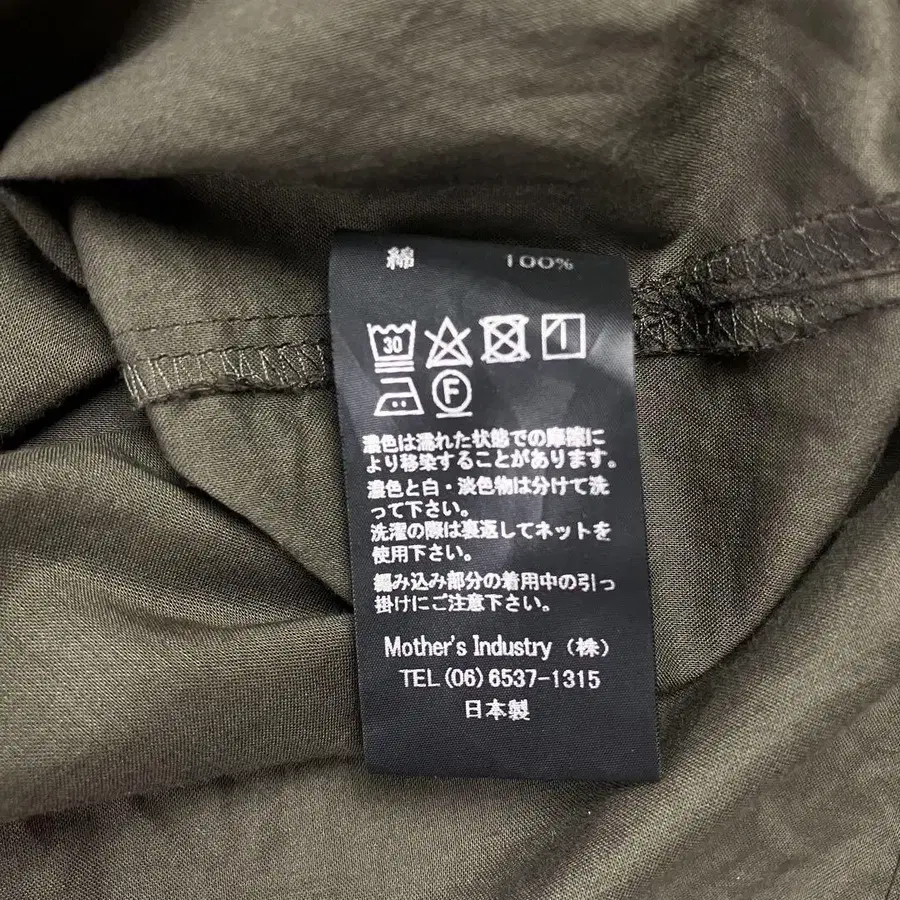 綿 100%
30
F
濃色は濡れた状態での摩擦に
より移染することがあります。
濃色と白・淡色物は分けて洗
って下さい。
洗濯の際は裏返してネットを
使用下さい。
編み込み部分の着用中の引っ
掛けにご注意下さい。
Mother's Industry (株)
TEL(06)6537-1315
日本製